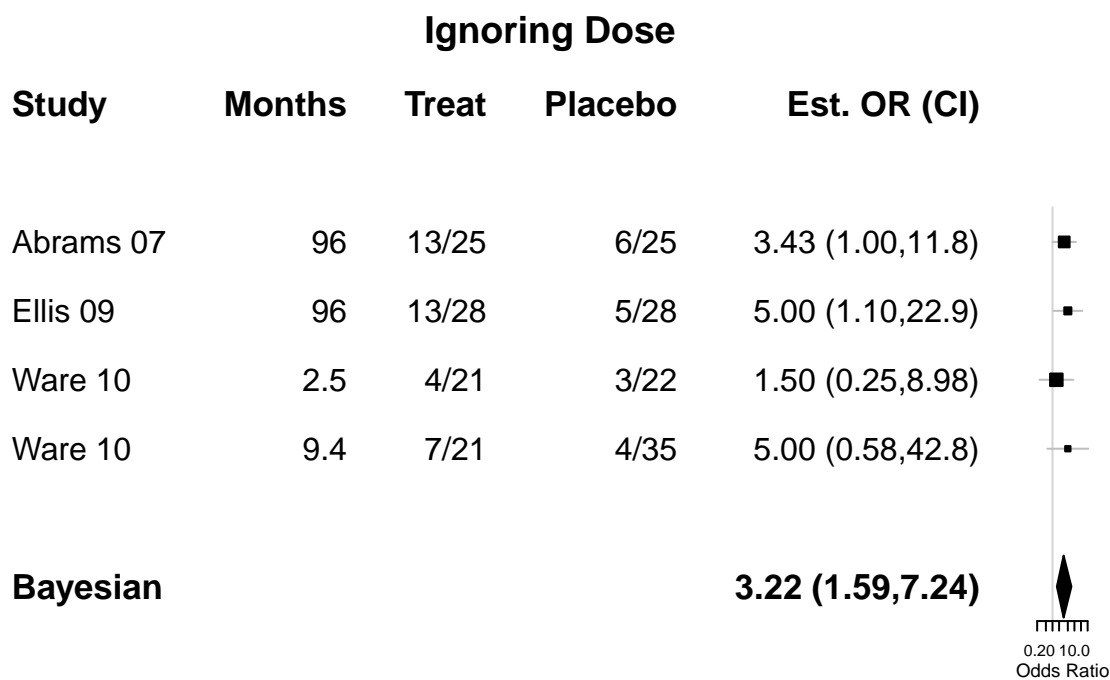 Ignoring Dose
Study Months Treat Placebo Est. OR (CI)
Abrams 07 96 13/25 6/25 3.43 (1.00,11.8)
Ellis 09 96 13/28 5/28 5.00 (1.10,22.9)
Ware 10 2.5 4/21 3/22 1.50 (0.25,8.98)
Ware 10 9.4 7/21 4/35 5.00 (0.58,42.8)
Bayesian 3.22 (1.59,7.24)
0.20 10.0
Odds Ratio